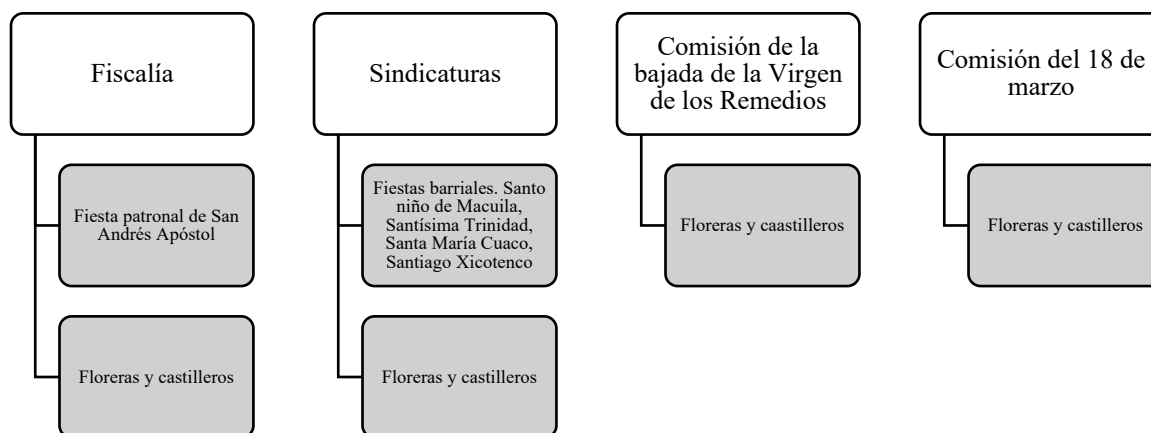 Fiscalía
Fiesta patronal de San
Andrés Apóstol
Floreras y castilleros
Sindicaturas
Fiestas barriales. Santo
niño de Macuila,
Santísima Trinidad,
Santa María Cuaco,
Santiago Xicotenco
Floreras y castilleros
Comisión de la
bajada de la Virgen
de los Remedios
Floreras y caastilleros
Comisión del 18 de
marzo
Floreras y castilleros